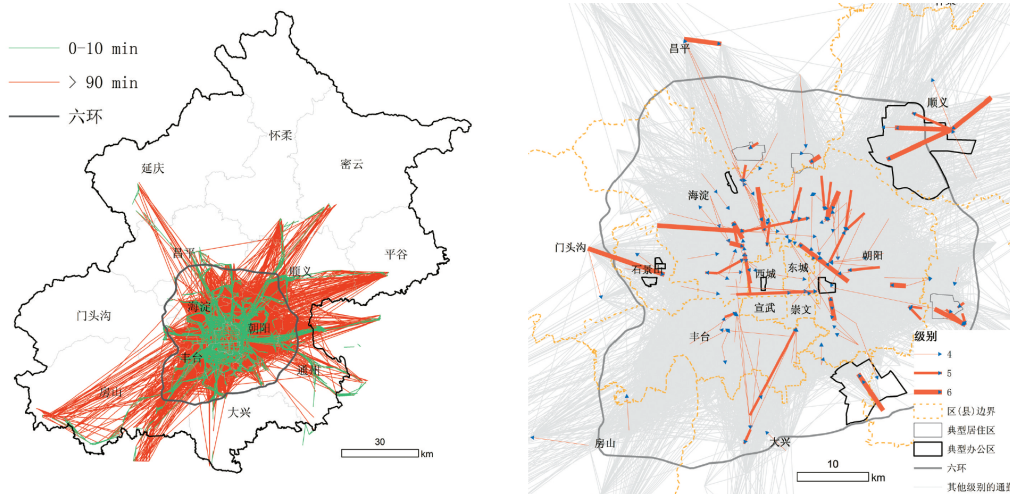 0-10 min
> 90 min
六环
怀柔
延庆
密云
昌平
平谷
顺义
门头沟
海淀
朝阳
丰台
通州
房山
大兴
30
km
昌平
顺义
海淀
门头沟
石景山
西城
东城
朝阳
宣武
崇文
丰台
房山
大兴
级别
4
5
6
区(县)边界
典型居住区
典型办公区
六环
其他级别的通勤
10
km